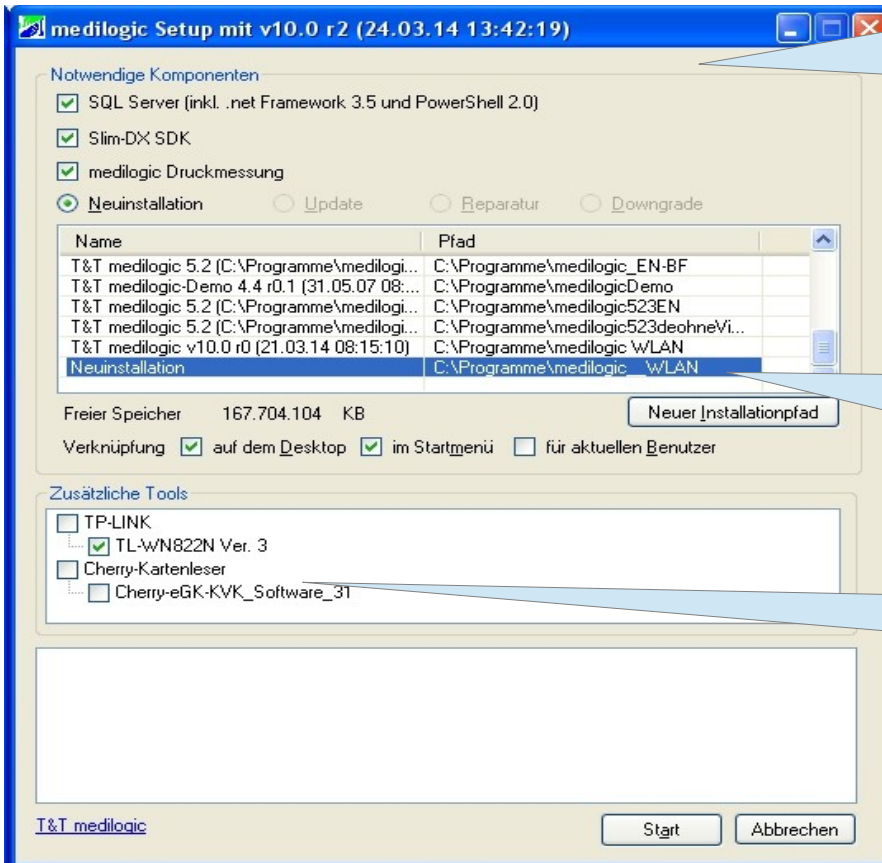 medilogic Setup mit v10.0 r2 (24.03.14 13:42:19)
Notwendige Komponenten
SQL Server (inkl. .net Framework 3.5 und PowerShell 2.0)
Slim-DX SDK
medilogic Druckmessung
Neuinstallation Update Reparatur Downgrade
Name Pfad
T&T medilogic 5.2 (C:\Programme\medilogi... C:\Programme\medilogic_EN-BF
T&T medilogic-Demo 4.4 r0.1 (31.05.07 08:... C:\Programme\medilogicDemo
T&T medilogic 5.2 (C:\Programme\medilogi... C:\Programme\medilogic523EN
T&T medilogic 5.2 (C:\Programme\medilogi... C:\Programme\medilogic523deohneVi...
T&T medilogic v10.0 r0 (21.03.14 08:15:10) C:\Programme\medilogic WLAN
Neuinstallation C:\Programme\medilogic__WLAN
Freier Speicher 167.704.104 KB Neuer Installationpfad
Verknüpfung auf dem Desktop im Startmenü für aktuellen Benutzer
Zusätzliche Tools
TP-LINK
TL-WN822N Ver. 3
Cherry-Kartenleser
Cherry-eGK-KVK_Software_31
T&T medilogic Start Abbrechen